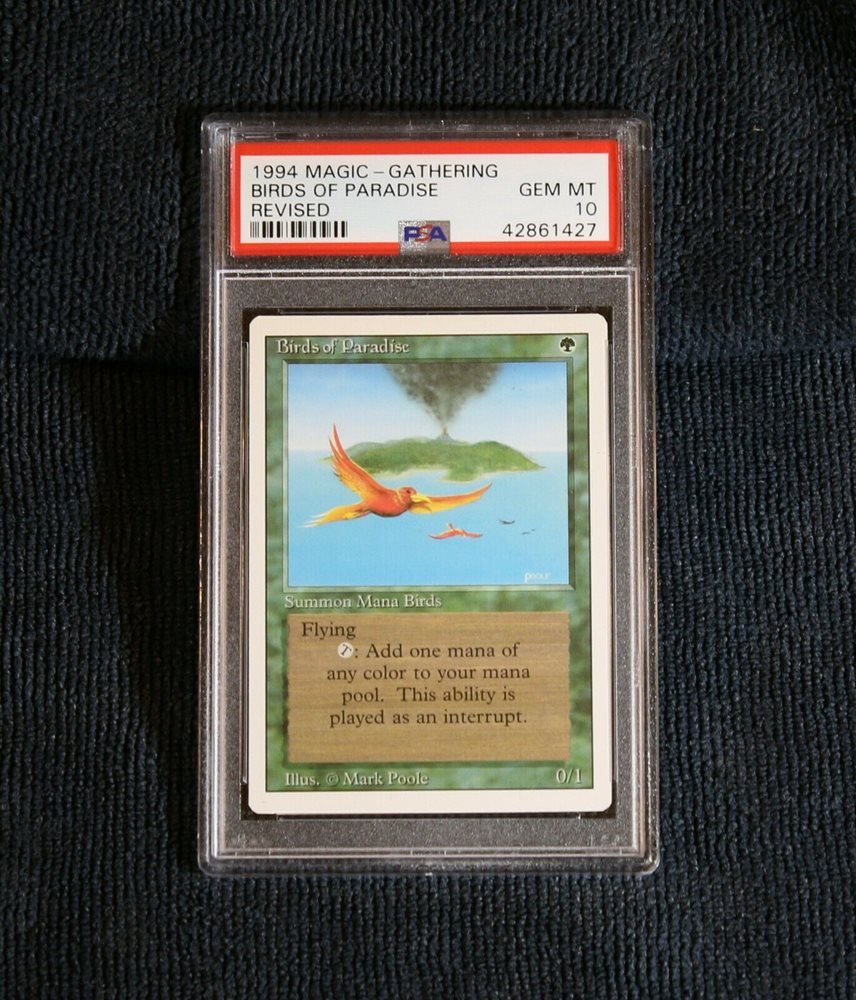 1994 MAGIC – GATHERING
BIRDS OF PARADISE GEM MT
REVISED 10
PSA 42861427
Birds of Paradise
Poole
Summon Mana Birds
Flying
T: Add one mana of
any color to your mana
pool. This ability is
played as an interrupt.
Illus. © Mark Poole 0/1